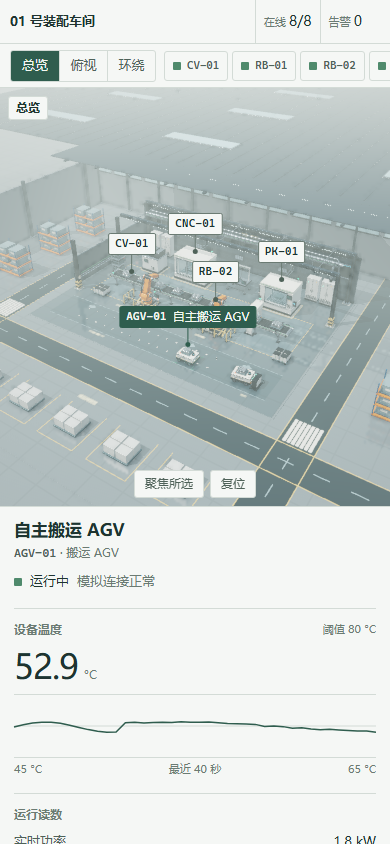 01 号装配车间
在线 8/8
告警 0
总览 俯视 环绕 CV-01 RB-01 RB-02
总览
CNC-01
CV-01
PK-01
RB-02
AGV-01 自主搬运 AGV
聚焦所选 复位
自主搬运 AGV
AGV-01 · 搬运 AGV
运行中 模拟连接正常
设备温度 阈值 80 °C
52.9 °C
45 °C 最近 40 秒 65 °C
运行读数
实时功率 1.8 kW